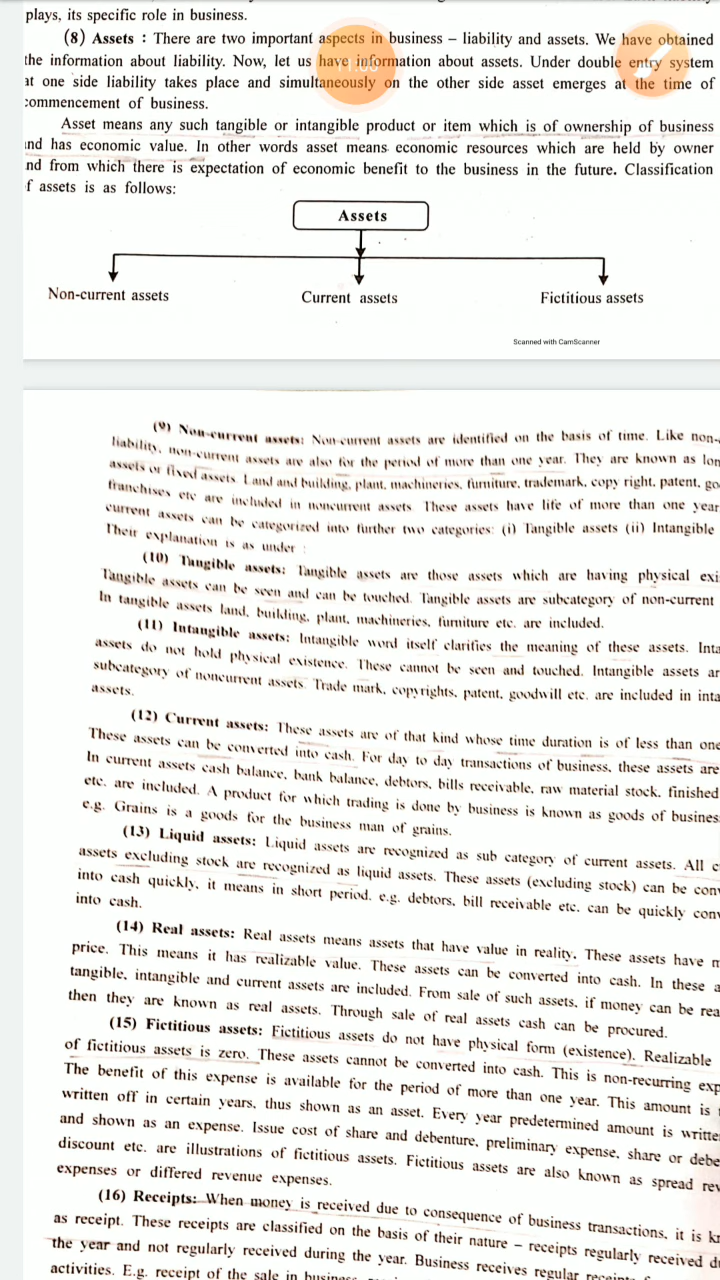 plays, its specific role in business.
(8) Assets : There are two important aspects in business – liability and assets. We have obtained
the information about liability. Now, let us have information about assets. Under double entry system
at one side liability takes place and simultaneously on the other side asset emerges at the time of
commencement of business.
Asset means any such tangible or intangible product or item which is of ownership of business
and has economic value. In other words asset means economic resources which are held by owner
and from which there is expectation of economic benefit to the business in the future. Classification
of assets is as follows:
Assets
Non-current assets Current assets Fictitious assets
Scanned with CamScanner
(9) Non-current assets: Non-current assets are identified on the basis of time. Like non-
liability, non-current assets are also for the period of more than one year. They are known as
assets or fixed assets. Land and building, plant, machineries, furniture, trademark, copy right, patent,
franchises etc are included in noncurrent assets. These assets have life of more than one year
current assets can be categorized into further two categories: (i) Tangible assets (ii) Intangible
Their explanation is as under :
(10) Tangible assets: Tangible assets are those assets which are having physical
Tangible assets can be seen and can be touched. Tangible assets are subcategory of non-current
In tangible assets land, building, plant, machineries, furniture etc. are included.
(11) Intangible assets: Intangible word itself clarifies the meaning of these assets.
assets do not hold physical existence. These cannot be seen and touched. Intangible assets
subcategory of noncurrent assets. Trade mark, copyrights, patent, goodwill etc. are included in
assets.
(12) Current assets: These assets are of that kind whose time duration is of less than one
These assets can be converted into cash. For day to day transactions of business, these assets are
In current assets cash balance, bank balance, debtors, bills receivable, raw material stock, finished
etc. are included. A product for which trading is done by business is known as goods of
e.g. Grains is a goods for the business man of grains.
(13) Liquid assets: Liquid assets are recognized as sub category of current assets. All
assets excluding stock are recognized as liquid assets. These assets (excluding stock) can be
into cash quickly, it means in short period. e.g. debtors, bill receivable etc. can be quickly
into cash.
(14) Real assets: Real assets means assets that have value in reality. These assets have
price. This means it has realizable value. These assets can be converted into cash. In these
tangible, intangible and current assets are included. From sale of such assets, if money can be
then they are known as real assets. Through sale of real assets cash can be procured.
(15) Fictitious assets: Fictitious assets do not have physical form (existence). Realizable
of fictitious assets is zero. These assets cannot be converted into cash. This is non-recurring
The benefit of this expense is available for the period of more than one year. This amount is
written off in certain years, thus shown as an asset. Every year predetermined amount is
and shown as an expense. Issue cost of share and debenture, preliminary expense, share or
discount etc. are illustrations of fictitious assets. Fictitious assets are also known as spread
expenses or differed revenue expenses.
(16) Receipts: When money is received due to consequence of business transactions, it is
as receipt. These receipts are classified on the basis of their nature – receipts regularly received
the year and not regularly received during the year. Business receives regular
activities. E.g. receipt of the sale in